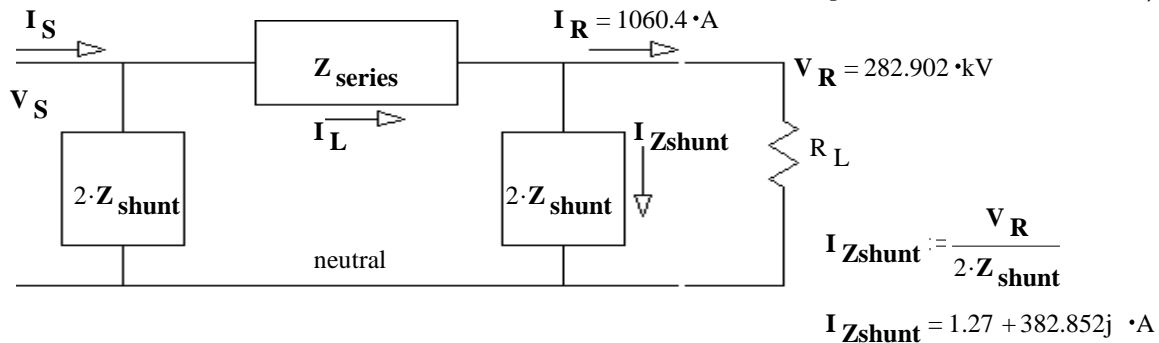 I S
I R = 1060.4 •A
Z series
V R = 282.902 •kV
V S
I L
I Zshunt
R L
2·Z shunt
2·Z shunt
neutral
I Zshunt := V R / 2·Z shunt
I Zshunt = 1.27 + 382.852j •A